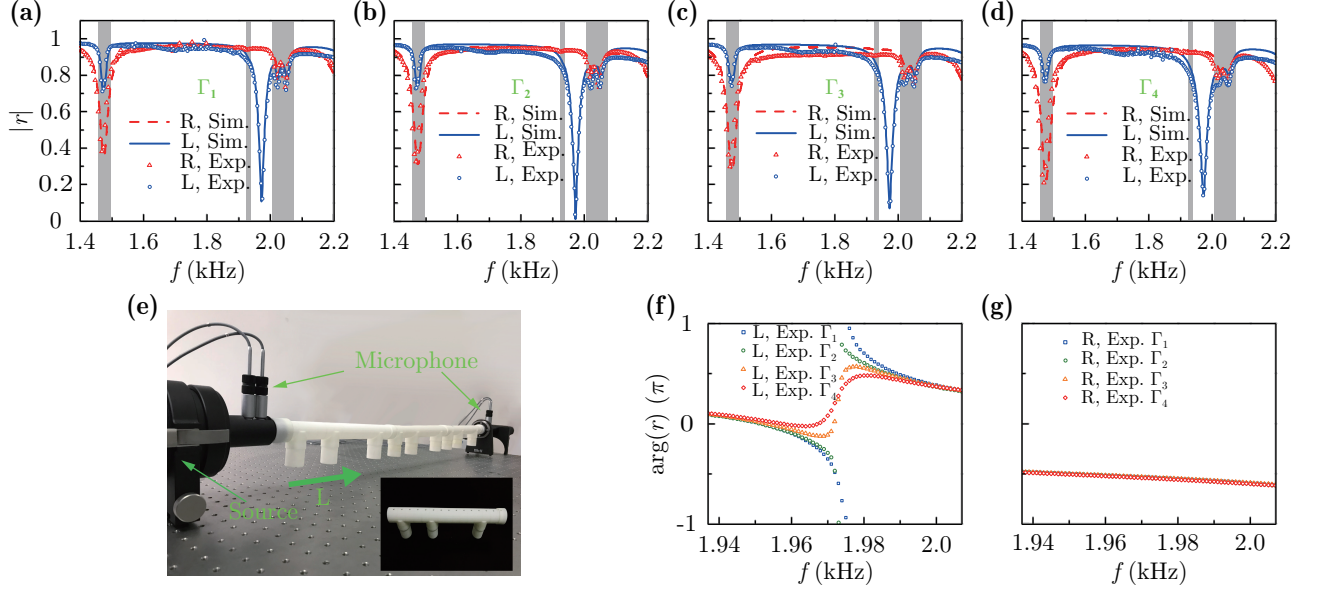 (a)
(b)
(c)
(d)
|r|
1
0.8
0.6
0.4
0.2
0
Γ₁
R, Sim.
L, Sim.
R, Exp.
L, Exp.
1.4 1.6 1.8 2.0 2.2
f (kHz)
Γ₂
R, Sim.
L, Sim.
R, Exp.
L, Exp.
1.4 1.6 1.8 2.0 2.2
f (kHz)
Γ₃
R, Sim.
L, Sim.
R, Exp.
L, Exp.
1.4 1.6 1.8 2.0 2.2
f (kHz)
Γ₄
R, Sim.
L, Sim.
R, Exp.
L, Exp.
1.4 1.6 1.8 2.0 2.2
f (kHz)
(e)
Microphone
L
Source
(f)
arg(r) (π)
1
0
-1
L, Exp. Γ₁
L, Exp. Γ₂
L, Exp. Γ₃
L, Exp. Γ₄
1.94 1.96 1.98 2.0
f (kHz)
(g)
R, Exp. Γ₁
R, Exp. Γ₂
R, Exp. Γ₃
R, Exp. Γ₄
1.94 1.96 1.98 2.0
f (kHz)